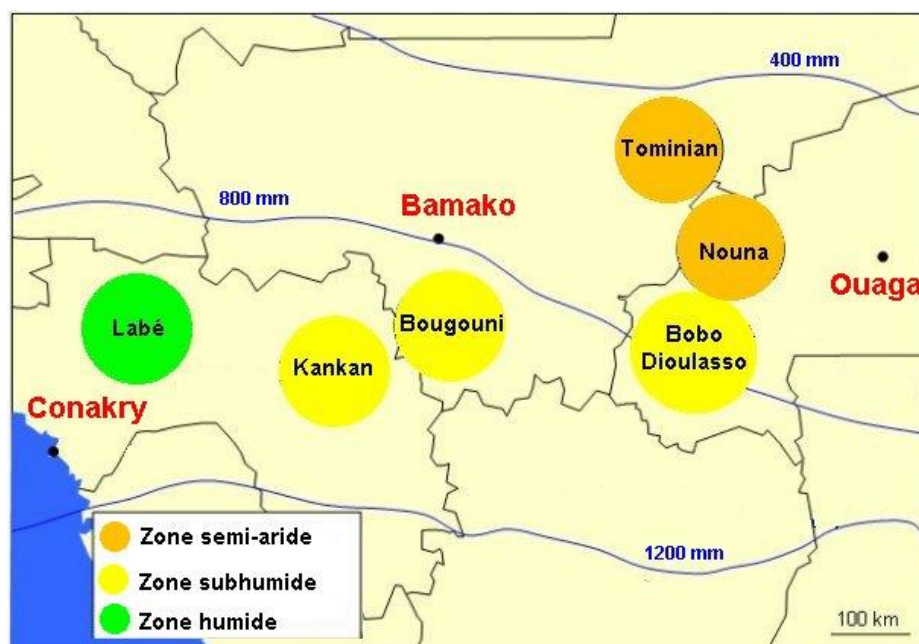 400 mm
Tominian
800 mm
Bamako
Nouna
Ouaga
Labé
Bougouni
Bobo
Dioulasso
Kankan
Conakry
Zone semi-aride
Zone subhumide
Zone humide
1200 mm
100 km